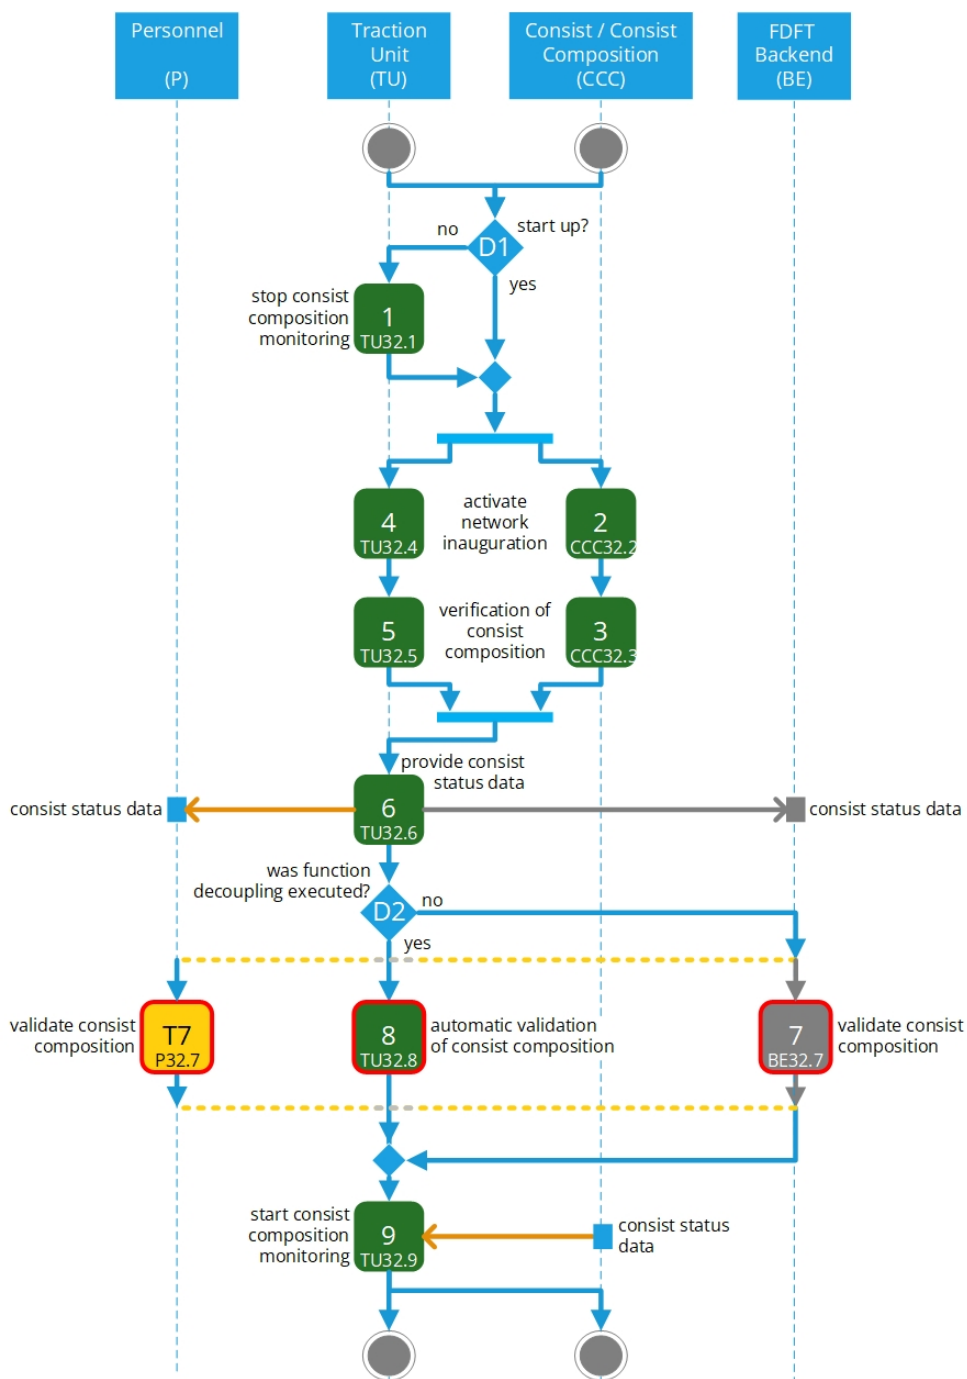 Personnel
(P)
Traction
Unit
(TU)
Consist / Consist
Composition
(CCC)
FDFT
Backend
(BE)
start up?
no
D1
yes
stop consist
composition
monitoring
1
TU32.1
4
TU32.4
activate
network
inauguration
2
CCC32.2
5
TU32.5
verification of
consist
composition
3
CCC32.3
provide consist
status data
consist status data
6
TU32.6
consist status data
was function
decoupling executed?
D2
no
yes
validate consist
composition
T7
P32.7
8
TU32.8
automatic validation
of consist composition
7
BE32.7
validate consist
composition
start consist
composition
monitoring
9
TU32.9
consist status
data